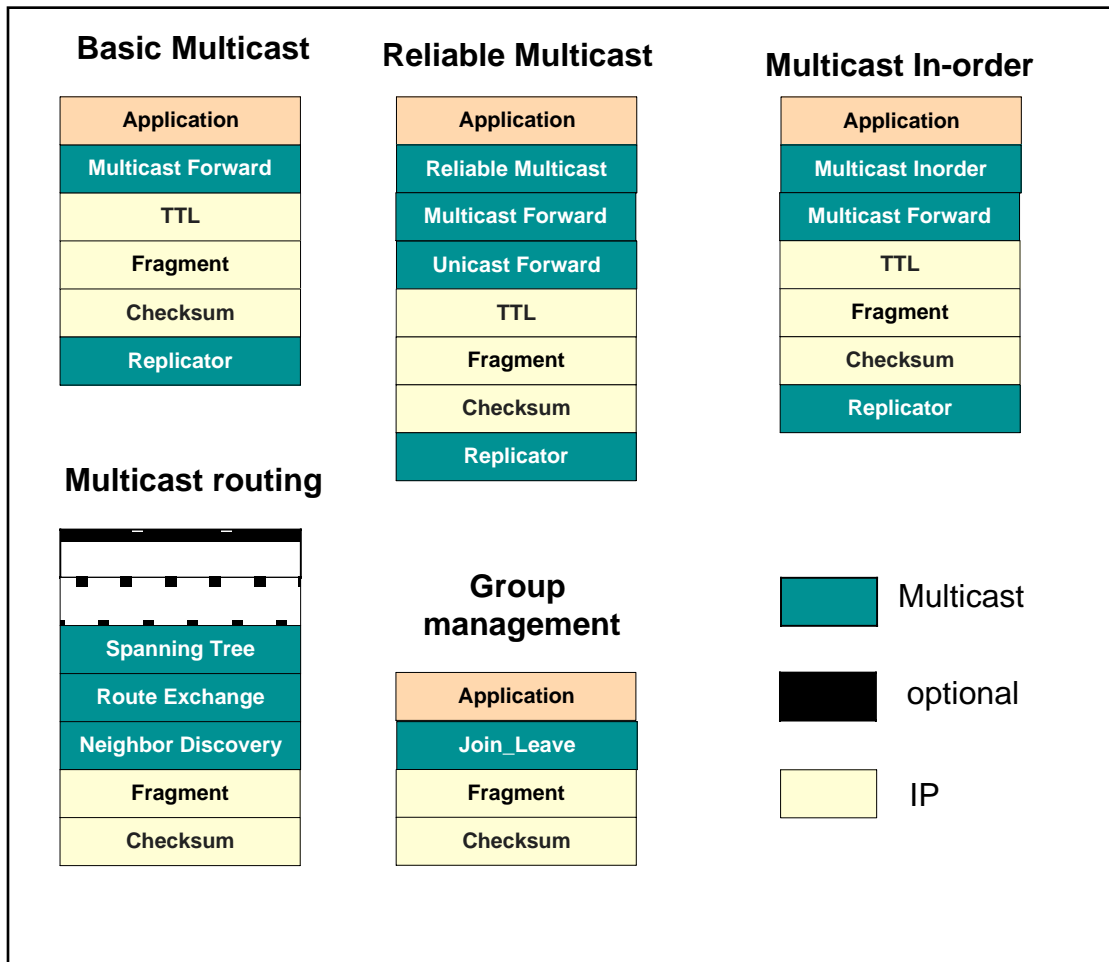 Basic Multicast
Application
Multicast Forward
TTL
Fragment
Checksum
Replicator
Reliable Multicast
Application
Reliable Multicast
Multicast Forward
Unicast Forward
TTL
Fragment
Checksum
Replicator
Multicast In-order
Application
Multicast Inorder
Multicast Forward
TTL
Fragment
Checksum
Replicator
Multicast routing
Spanning Tree
Route Exchange
Neighbor Discovery
Fragment
Checksum
Group
management
Application
Join_Leave
Fragment
Checksum
Multicast
optional
IP